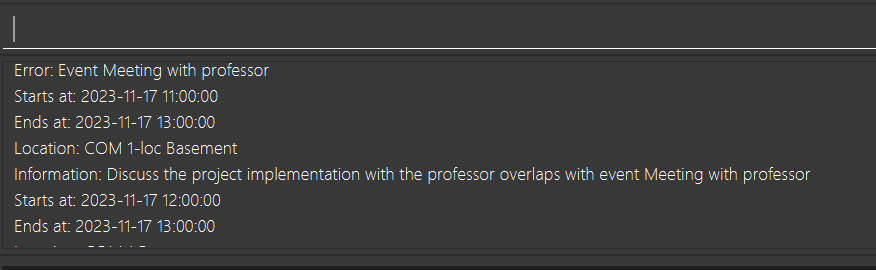 Error: Event Meeting with professor
Starts at: 2023-11-17 11:00:00
Ends at: 2023-11-17 13:00:00
Location: COM 1-loc Basement
Information: Discuss the project implementation with the professor overlaps with event Meeting with professor
Starts at: 2023-11-17 12:00:00
Ends at: 2023-11-17 13:00:00